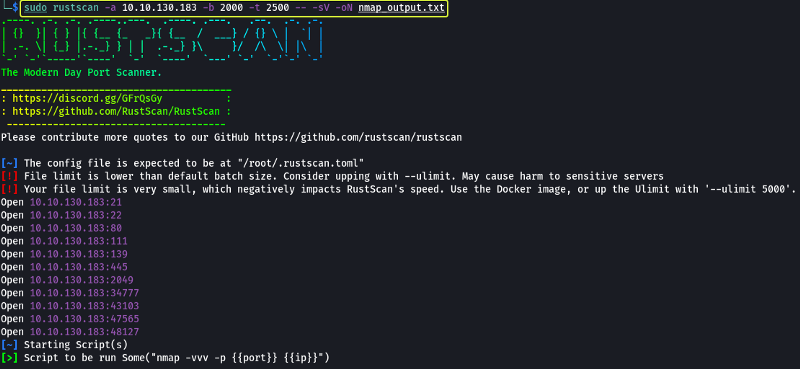 └─$ sudo rustscan -a 10.10.130.183 -b 2000 -t 2500 -- -sV -oN nmap_output.txt
The Modern Day Port Scanner.
________________________________________
: https://discord.gg/GFrQsGy           :
: https://github.com/RustScan/RustScan :
 --------------------------------------
Please contribute more quotes to our GitHub https://github.com/rustscan/rustscan
[~] The config file is expected to be at "/root/.rustscan.toml"
[!] File limit is lower than default batch size. Consider upping with --ulimit. May cause harm to sensitive servers
[!] Your file limit is very small, which negatively impacts RustScan's speed. Use the Docker image, or up the Ulimit with '--ulimit 5000'.
Open 10.10.130.183:21
Open 10.10.130.183:22
Open 10.10.130.183:80
Open 10.10.130.183:111
Open 10.10.130.183:139
Open 10.10.130.183:445
Open 10.10.130.183:2049
Open 10.10.130.183:34777
Open 10.10.130.183:43103
Open 10.10.130.183:47565
Open 10.10.130.183:48127
[~] Starting Script(s)
[>] Script to be run Some("nmap -vvv -p {{port}} {{ip}}")